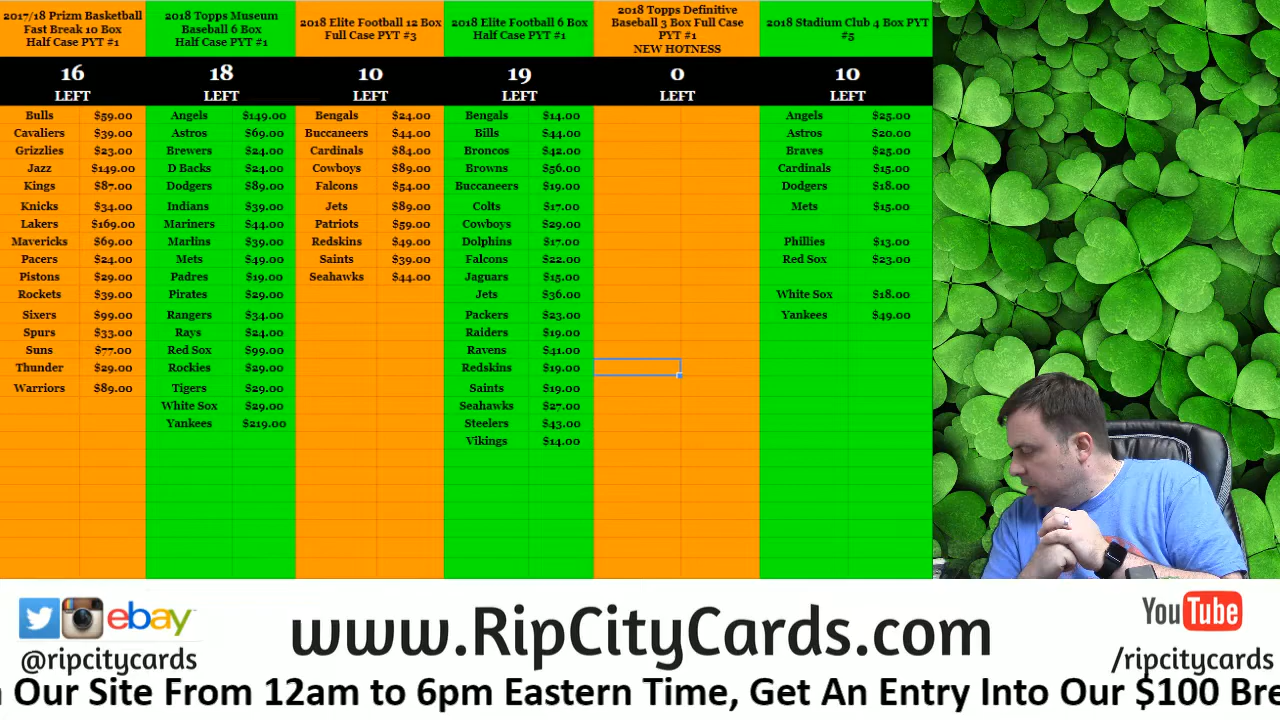 2017/18 Prizm Basketball
Fast Break 10 Box
Half Case PYT #1
16
LEFT
Bulls $59.00
Cavaliers $39.00
Grizzlies $23.00
Jazz $149.00
Kings $87.00
Knicks $34.00
Lakers $169.00
Mavericks $69.00
Pacers $24.00
Pistons $29.00
Rockets $39.00
Sixers $99.00
Spurs $33.00
Suns $77.00
Thunder $29.00
Warriors $89.00
2018 Topps Museum
Baseball 6 Box
Half Case PYT #1
18
LEFT
Angels $149.00
Astros $69.00
Brewers $24.00
D Backs $24.00
Dodgers $89.00
Indians $39.00
Mariners $44.00
Marlins $39.00
Mets $49.00
Padres $19.00
Pirates $29.00
Rangers $34.00
Rays $24.00
Red Sox $99.00
Rockies $29.00
Tigers $29.00
White Sox $29.00
Yankees $219.00
2018 Elite Football 12 Box
Full Case PYT #3
10
LEFT
Bengals $24.00
Buccaneers $44.00
Cardinals $84.00
Cowboys $89.00
Falcons $54.00
Jets $89.00
Patriots $59.00
Redskins $49.00
Saints $39.00
Seahawks $44.00
2018 Elite Football 6 Box
Half Case PYT #1
19
LEFT
Bengals $14.00
Bills $44.00
Broncos $42.00
Browns $56.00
Buccaneers $19.00
Colts $17.00
Cowboys $29.00
Dolphins $17.00
Falcons $22.00
Jaguars $15.00
Jets $36.00
Packers $23.00
Raiders $19.00
Ravens $41.00
Redskins $19.00
Saints $19.00
Seahawks $27.00
Steelers $43.00
Vikings $14.00
2018 Topps Definitive
Baseball 3 Box Full Case
PYT #1
NEW HOTNESS
0
LEFT
2018 Stadium Club 4 Box PYT
#5
10
LEFT
Angels $25.00
Astros $20.00
Braves $25.00
Cardinals $15.00
Dodgers $18.00
Mets $15.00
Phillies $13.00
Red Sox $23.00
White Sox $18.00
Yankees $49.00
ebay
@ripcitycards
www.RipCityCards.com
YouTube
/ripcitycards
n Our Site From 12am to 6pm Eastern Time, Get An Entry Into Our $100 Bre